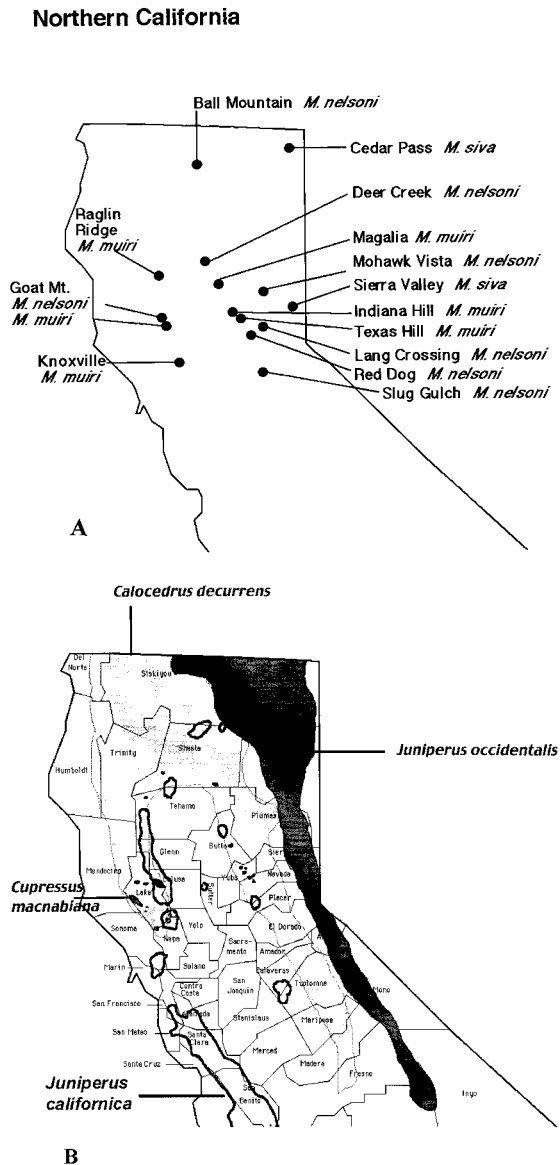 Northern California
Ball Mountain M. nelsoni
Cedar Pass M. siva
Deer Creek M. nelsoni
Raglin
Ridge
M. muiri
Magalia M. muiri
Mohawk Vista M. nelsoni
Sierra Valley M. siva
Goat Mt.
M. nelsoni
M. muiri
Indiana Hill M. muiri
Texas Hill M. muiri
Lang Crossing M. nelsoni
Knoxville
M. muiri
Red Dog M. nelsoni
Slug Gulch M. nelsoni
A
Calocedrus decurrens
Del
Norte
Siskiyou
Juniperus occidentalis
Humboldt
Trinity
Shasta
Tehama
Plumas
Glenn
Butte
Mendocino
Lake
Colusa
Yuba
Nevada
Cupressus
macnabiana
Sutter
Placer
Sonoma
Napa
Yolo
El Dorado
Sacra-
mento
Amador
Marin
Solano
Calaveras
Contra
Costa
San
Joaquin
Tuolomne
Mono
San Francisco
Alameda
Stanislaus
Mariposa
San Mateo
Santa
Clara
Merced
Madera
Santa Cruz
Fresno
San
Benito
Inyo
Juniperus
californica
B